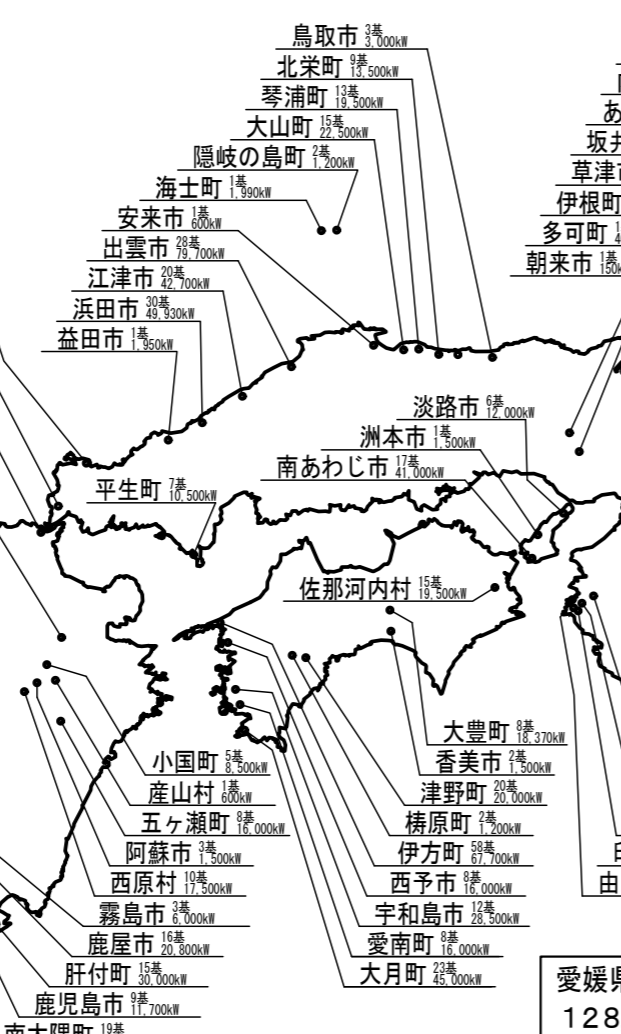 鳥取市 3基 3,000kW
北栄町 9基 13,500kW
琴浦町 13基 19,500kW
大山町 15基 22,500kW
隠岐の島町 2基 1,200kW
海士町 1基 1,990kW
安来市 1基 600kW
出雲市 28基 79,700kW
江津市 20基 42,700kW
浜田市 30基 49,930kW
益田市 1基 1,950kW
あ
坂井
草津市
伊根町
多可町
朝来市 1基 150k
淡路市 6基 12,000kW
洲本市 1基 1,500kW
南あわじ市 17基 41,000kW
平生町 7基 10,500kW
佐那河内村 15基 19,500kW
大豊町 8基 18,370kW
香美市 2基 1,500kW
津野町 20基 20,000kW
梼原町 2基 1,200kW
伊方町 58基 67,700kW
西予市 8基 16,000kW
宇和島市 12基 28,500kW
愛南町 8基 16,000kW
大月町 23基 45,000kW
小国町 5基 8,500kW
産山村 1基 600kW
五ヶ瀬町 8基 16,000kW
阿蘇市 3基 1,500kW
西原村 10基 17,500kW
霧島市 3基 6,000kW
鹿屋市 16基 20,800kW
肝付町 15基 30,000kW
鹿児島市 9基 11,700kW
南大隅町 19基
由
愛媛県
128